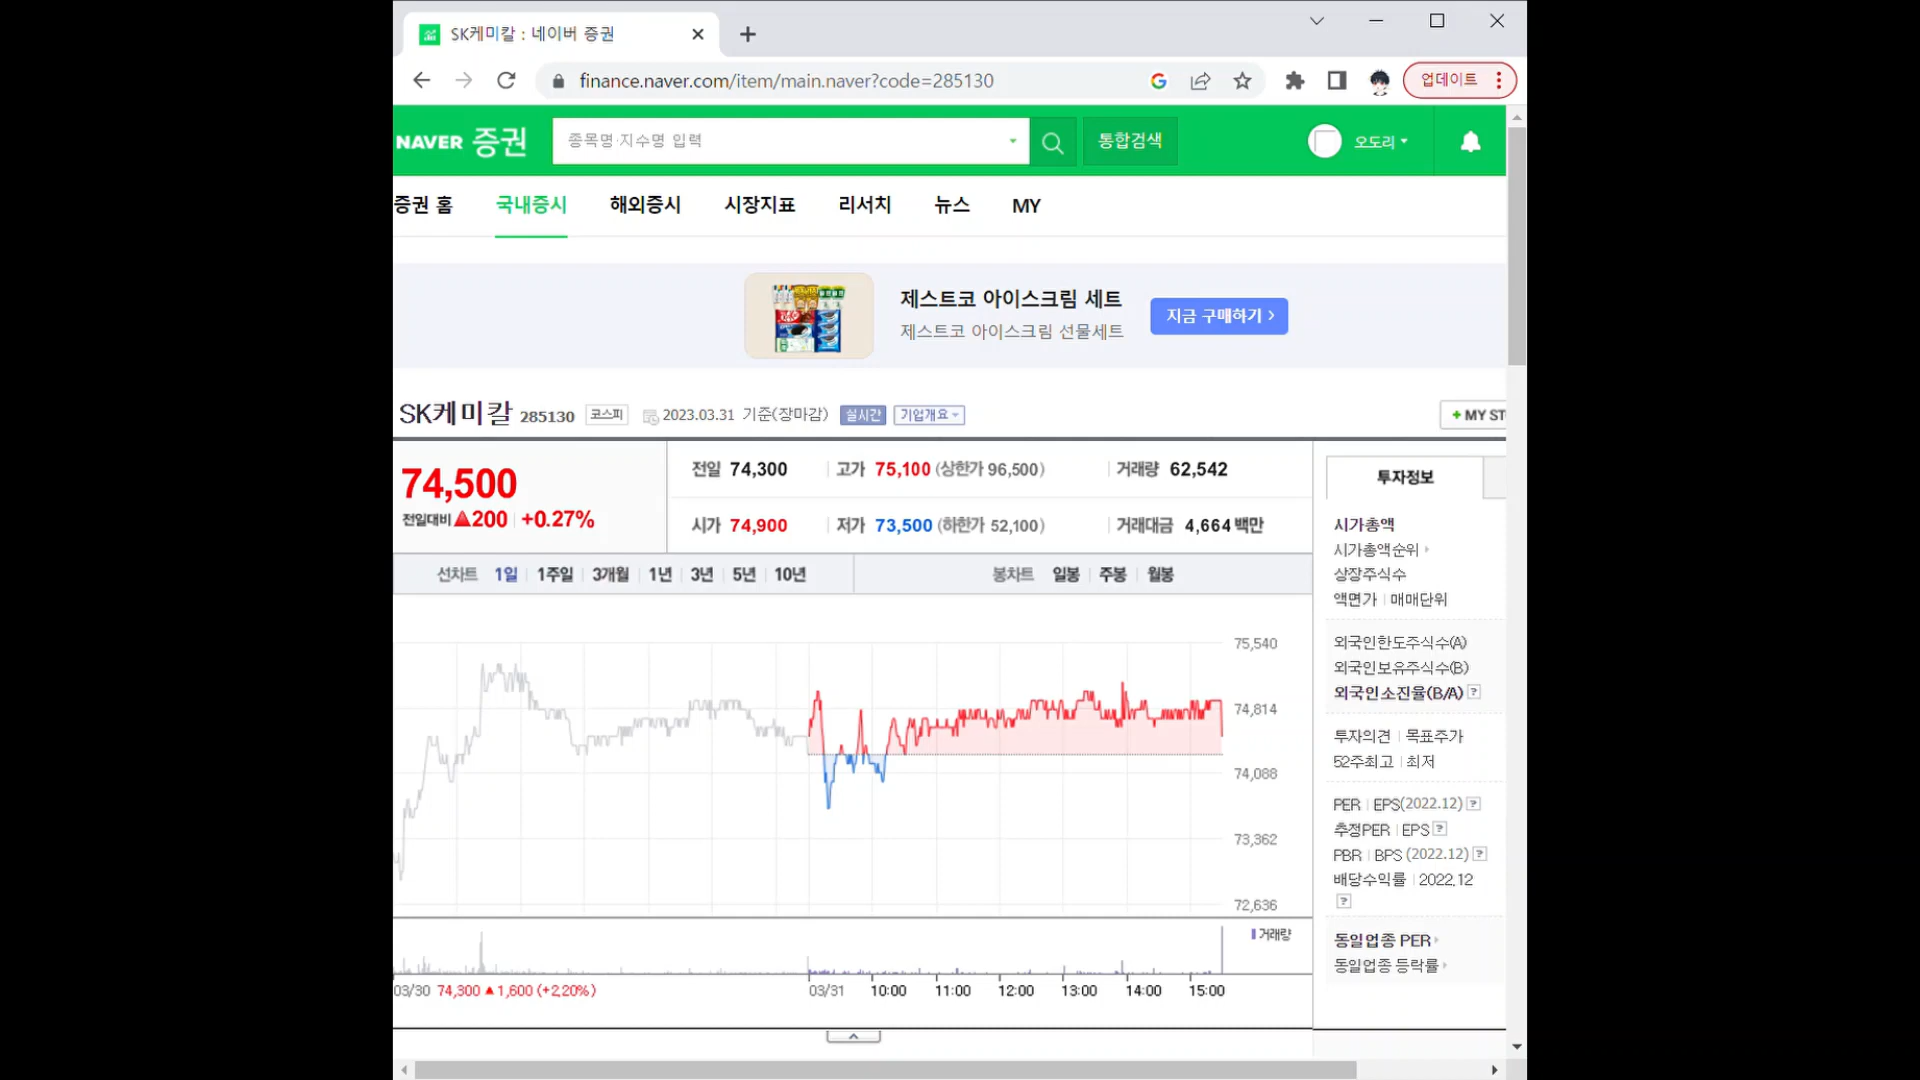 SK케미칼 : 네이버 증권
finance.naver.com/item/main.naver?code=285130
업데이트
NAVER 증권
종목명·지수명 입력
통합검색
오도리
증권 홈 국내증시 해외증시 시장지표 리서치 뉴스 MY
제스트코 아이스크림 세트
제스트코 아이스크림 선물세트
지금 구매하기 >
SK케미칼 285130 코스피 2023.03.31 기준(장마감) 실시간 기업개요
+ MY ST
74,500
전일대비 ▲200 +0.27%
전일 74,300 고가 75,100 (상한가 96,500) 거래량 62,542
시가 74,900 저가 73,500 (하한가 52,100) 거래대금 4,664 백만
선차트 1일 1주일 3개월 1년 3년 5년 10년
봉차트 일봉 주봉 월봉
75,540
74,814
74,088
73,362
72,636
거래량
03/30 74,300 ▲ 1,600 (+2.20%)
03/31 10:00 11:00 12:00 13:00 14:00 15:00
투자정보
시가총액
시가총액순위
상장주식수
액면가 | 매매단위
외국인한도주식수(A)
외국인보유주식수(B)
외국인소진율(B/A) ?
투자의견 | 목표주가
52주최고 | 최저
PER | EPS(2022.12) ?
추정PER | EPS ?
PBR | BPS (2022.12) ?
배당수익률 | 2022.12
?
동일업종 PER
동일업종 등락률